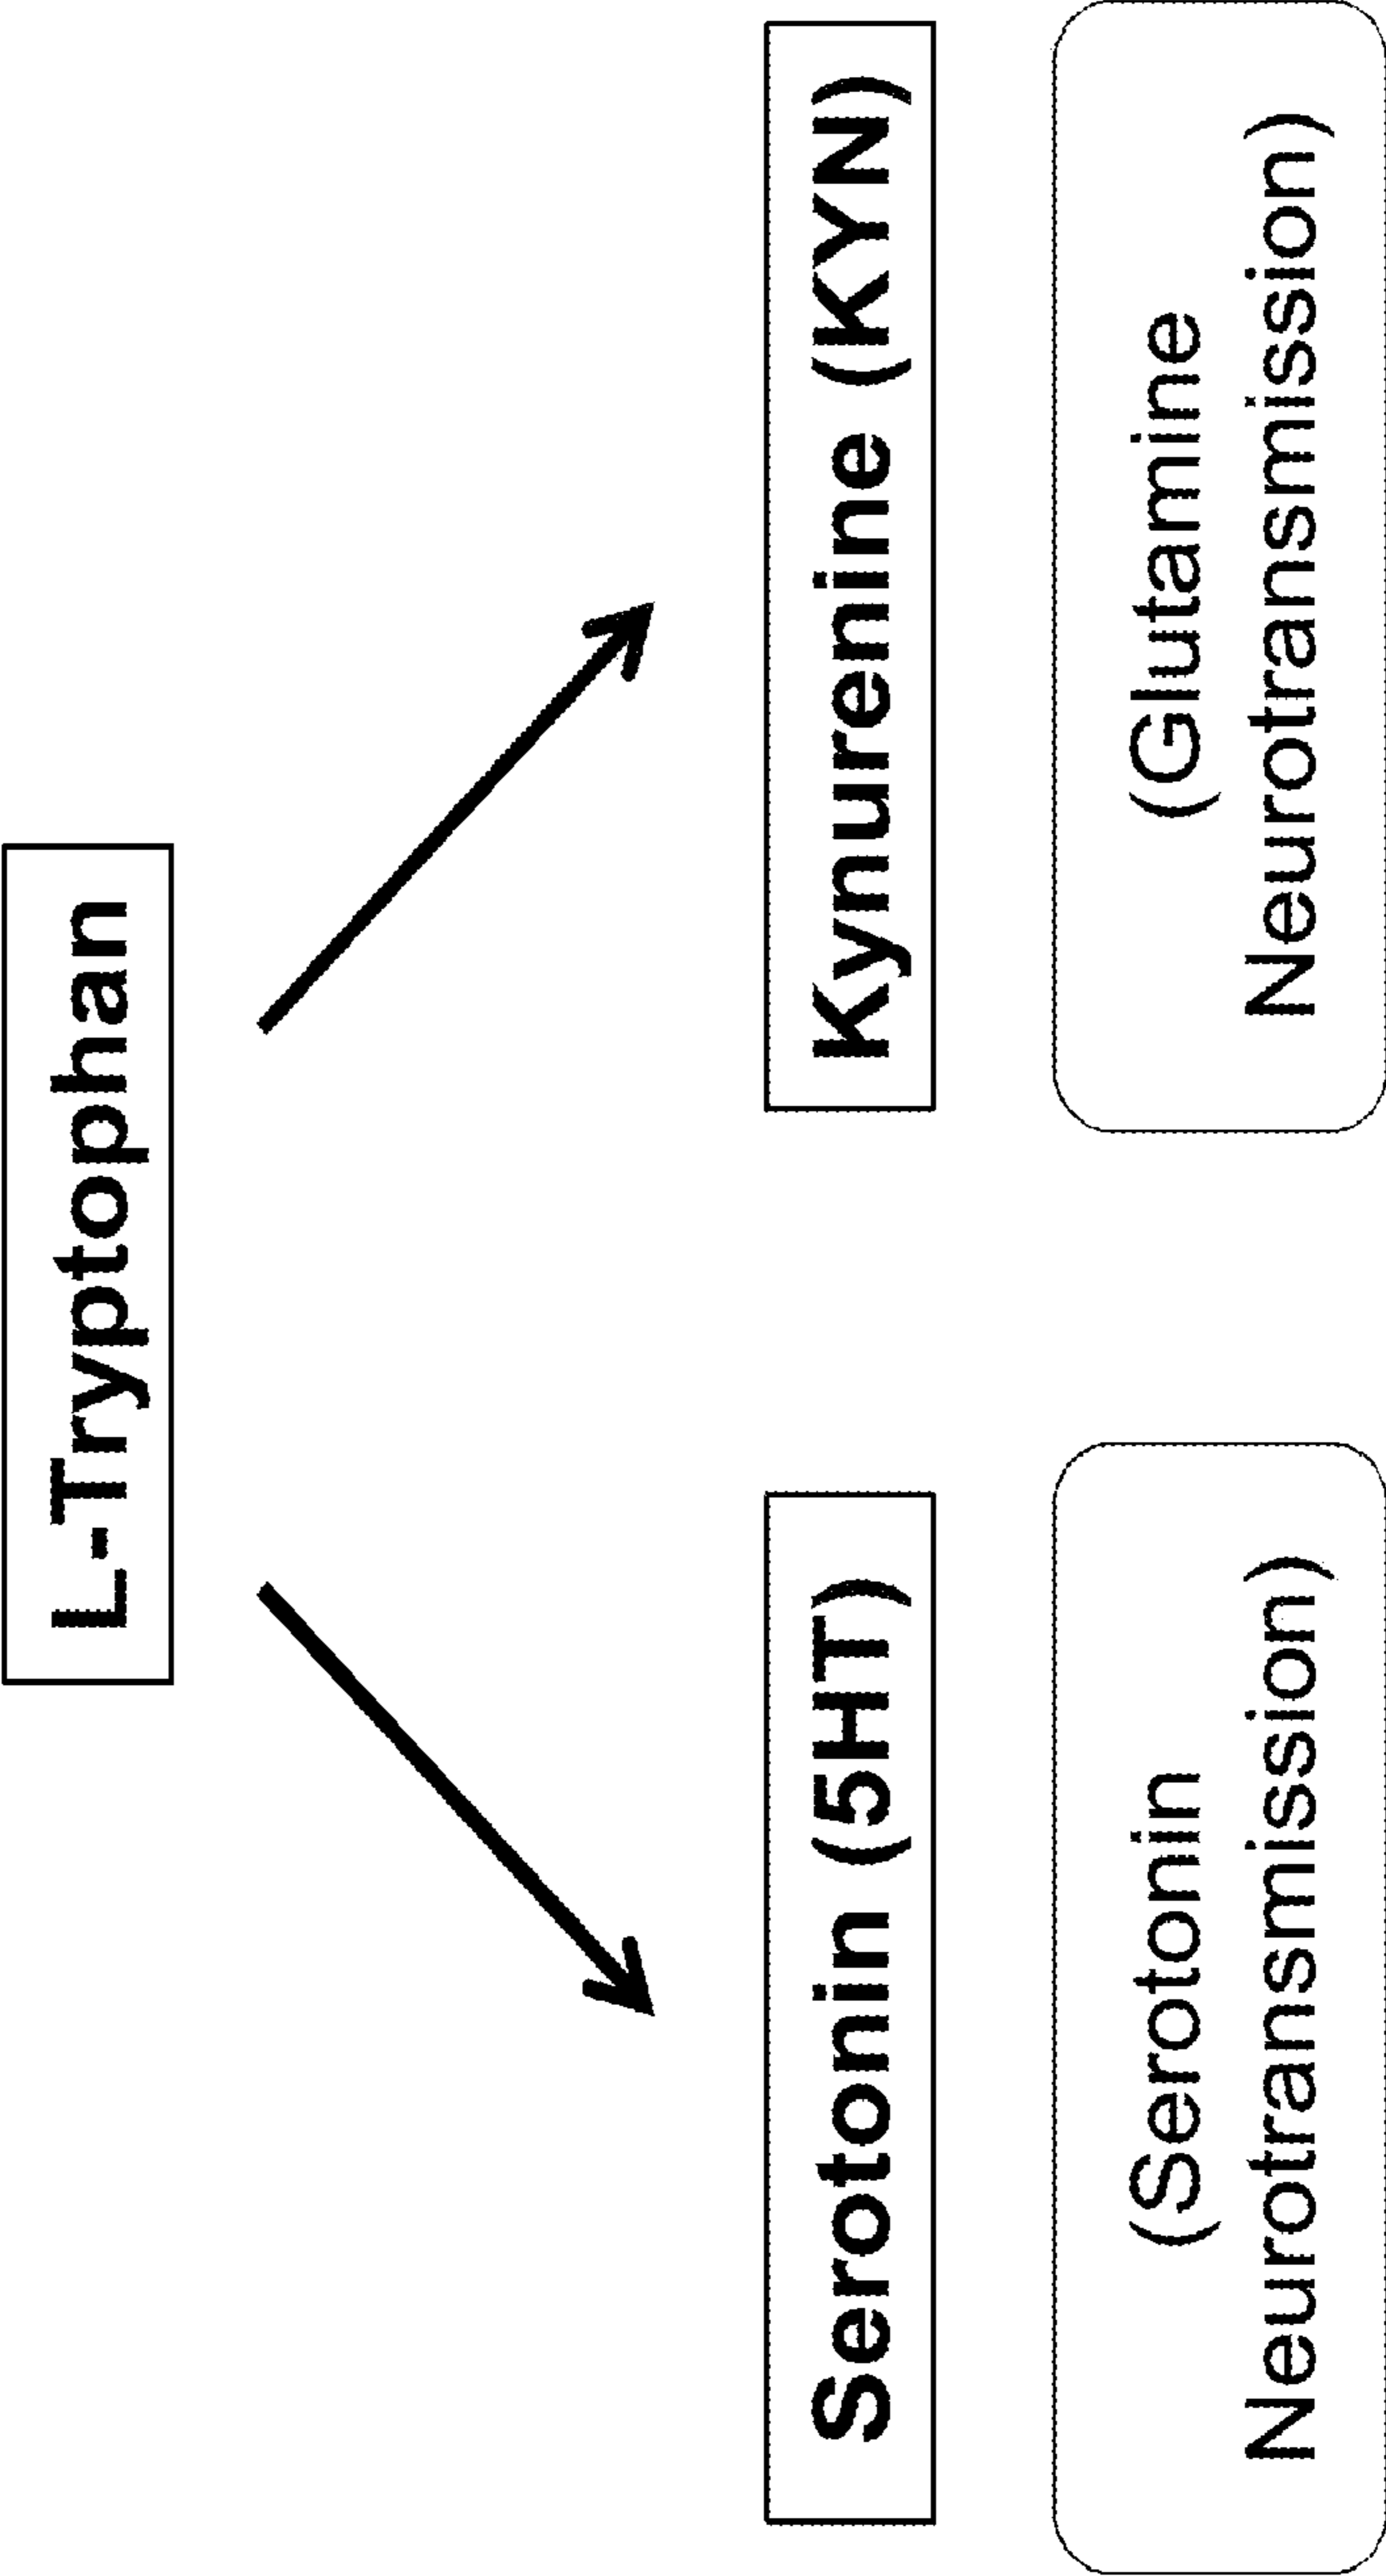 L-Tryptophan
Serotonin (5HT)
Kynurenine (KYN)
(Serotonin
Neurotransmission)
(Glutamine
Neurotransmission)